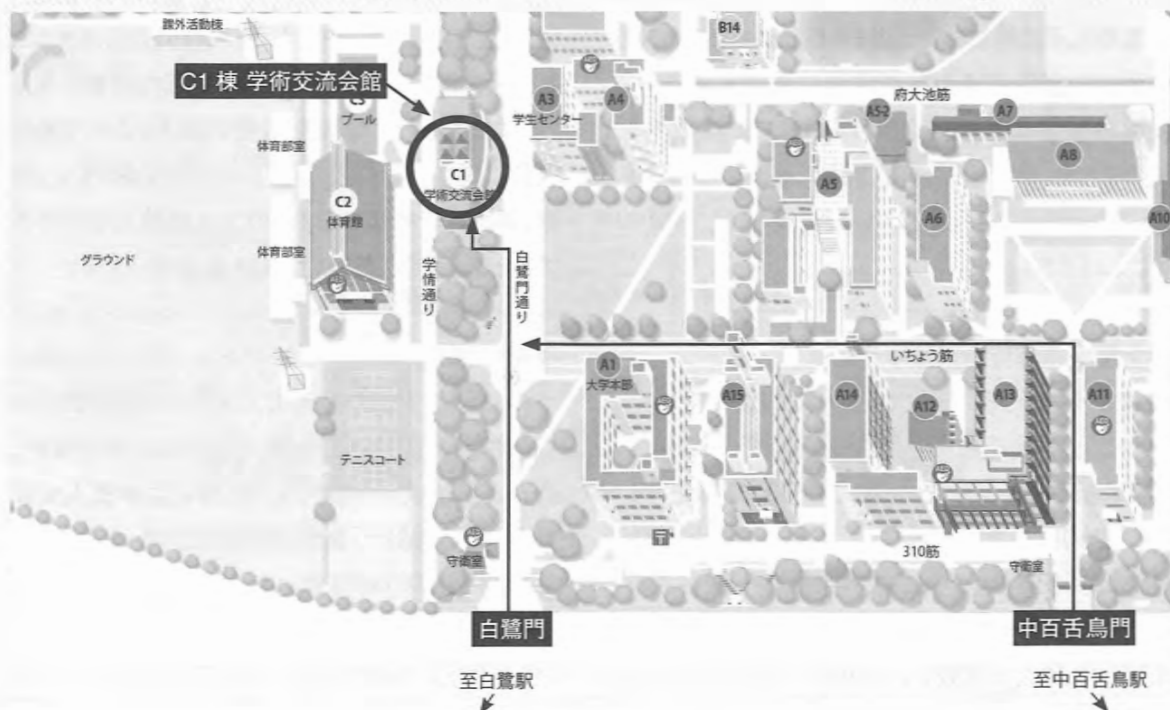 課外活動棟
B14
C1棟 学術交流会館
C3
プール
A3
学生センター
A4
府大池筋
A5-2
A7
A8
体育部室
C1
学術交流会館
A5
C2
体育館
A6
A10
グラウンド
体育部室
学情通り
白鷺門通り
いちょう筋
A1
大学本部
A15
A14
A12
A13
A11
テニスコート
310筋
守衛室
守衛室
白鷺門
中百舌鳥門
至白鷺駅
至中百舌鳥駅